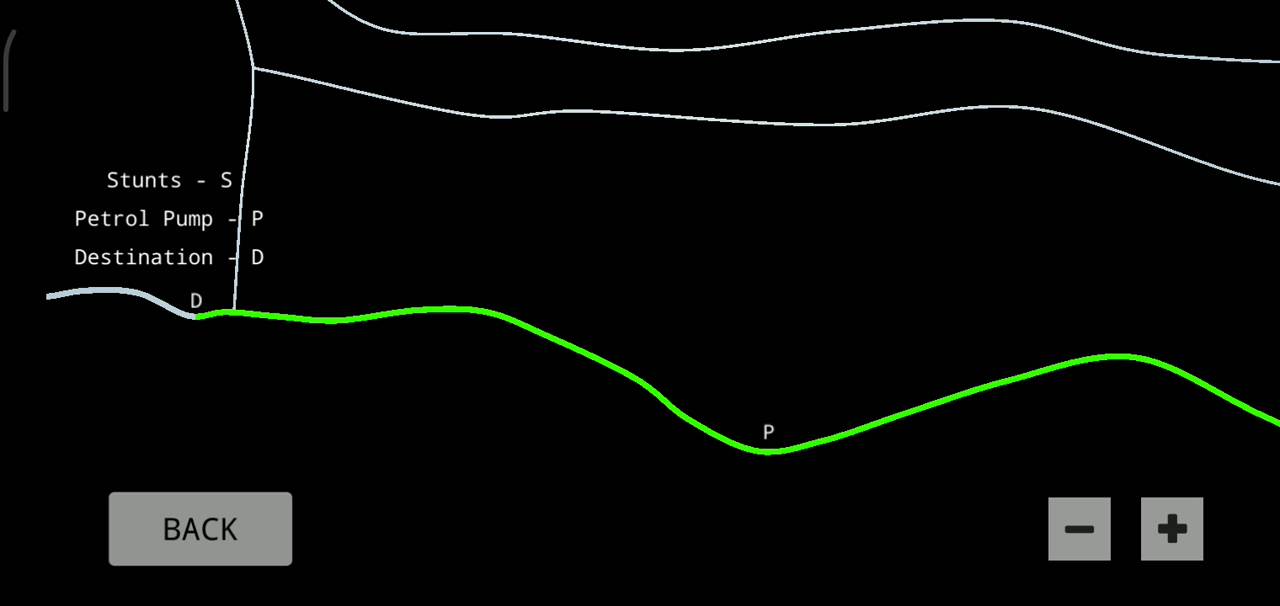 Stunts - S
Petrol Pump - P
Destination - D
D
P
BACK